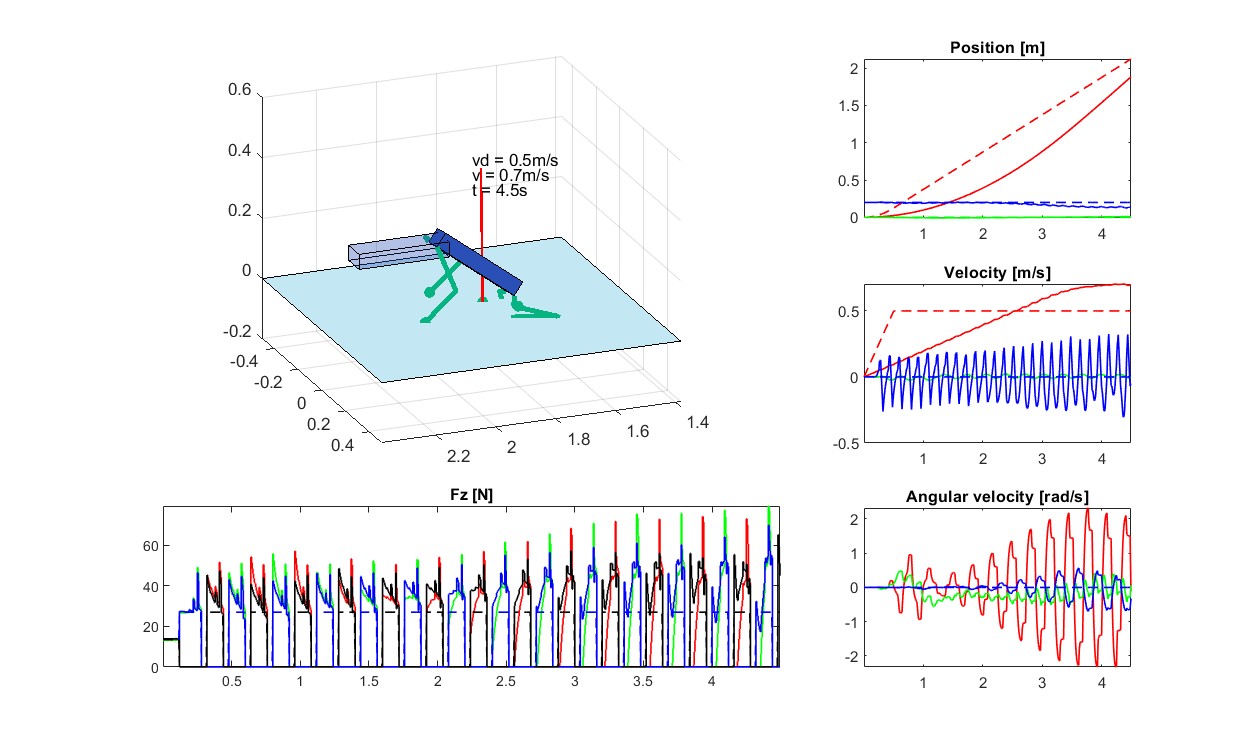 0.6
0.4
0.2
0
-0.2
-0.4
-0.2
0
0.2
0.4
2.2
2
1.8
1.6
1.4
vd = 0.5m/s
v = 0.7m/s
t = 4.5s
Position [m]
2
1.5
1
0.5
0
1 2 3 4
Velocity [m/s]
0.5
0
-0.5
1 2 3 4
Fz [N]
60
40
20
0
0.5 1 1.5 2 2.5 3 3.5 4
Angular velocity [rad/s]
2
1
0
-1
-2
1 2 3 4